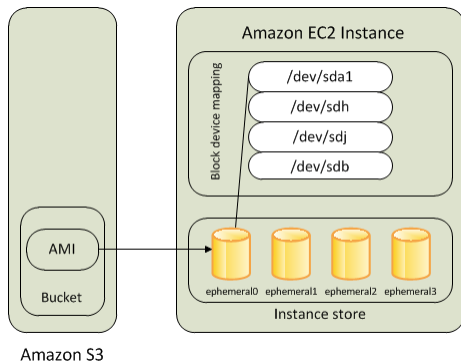 Amazon EC2 Instance
Block device mapping
/dev/sda1
/dev/sdh
/dev/sdj
/dev/sdb
AMI
Bucket
ephemeral0 ephemeral1 ephemeral2 ephemeral3
Instance store
Amazon S3